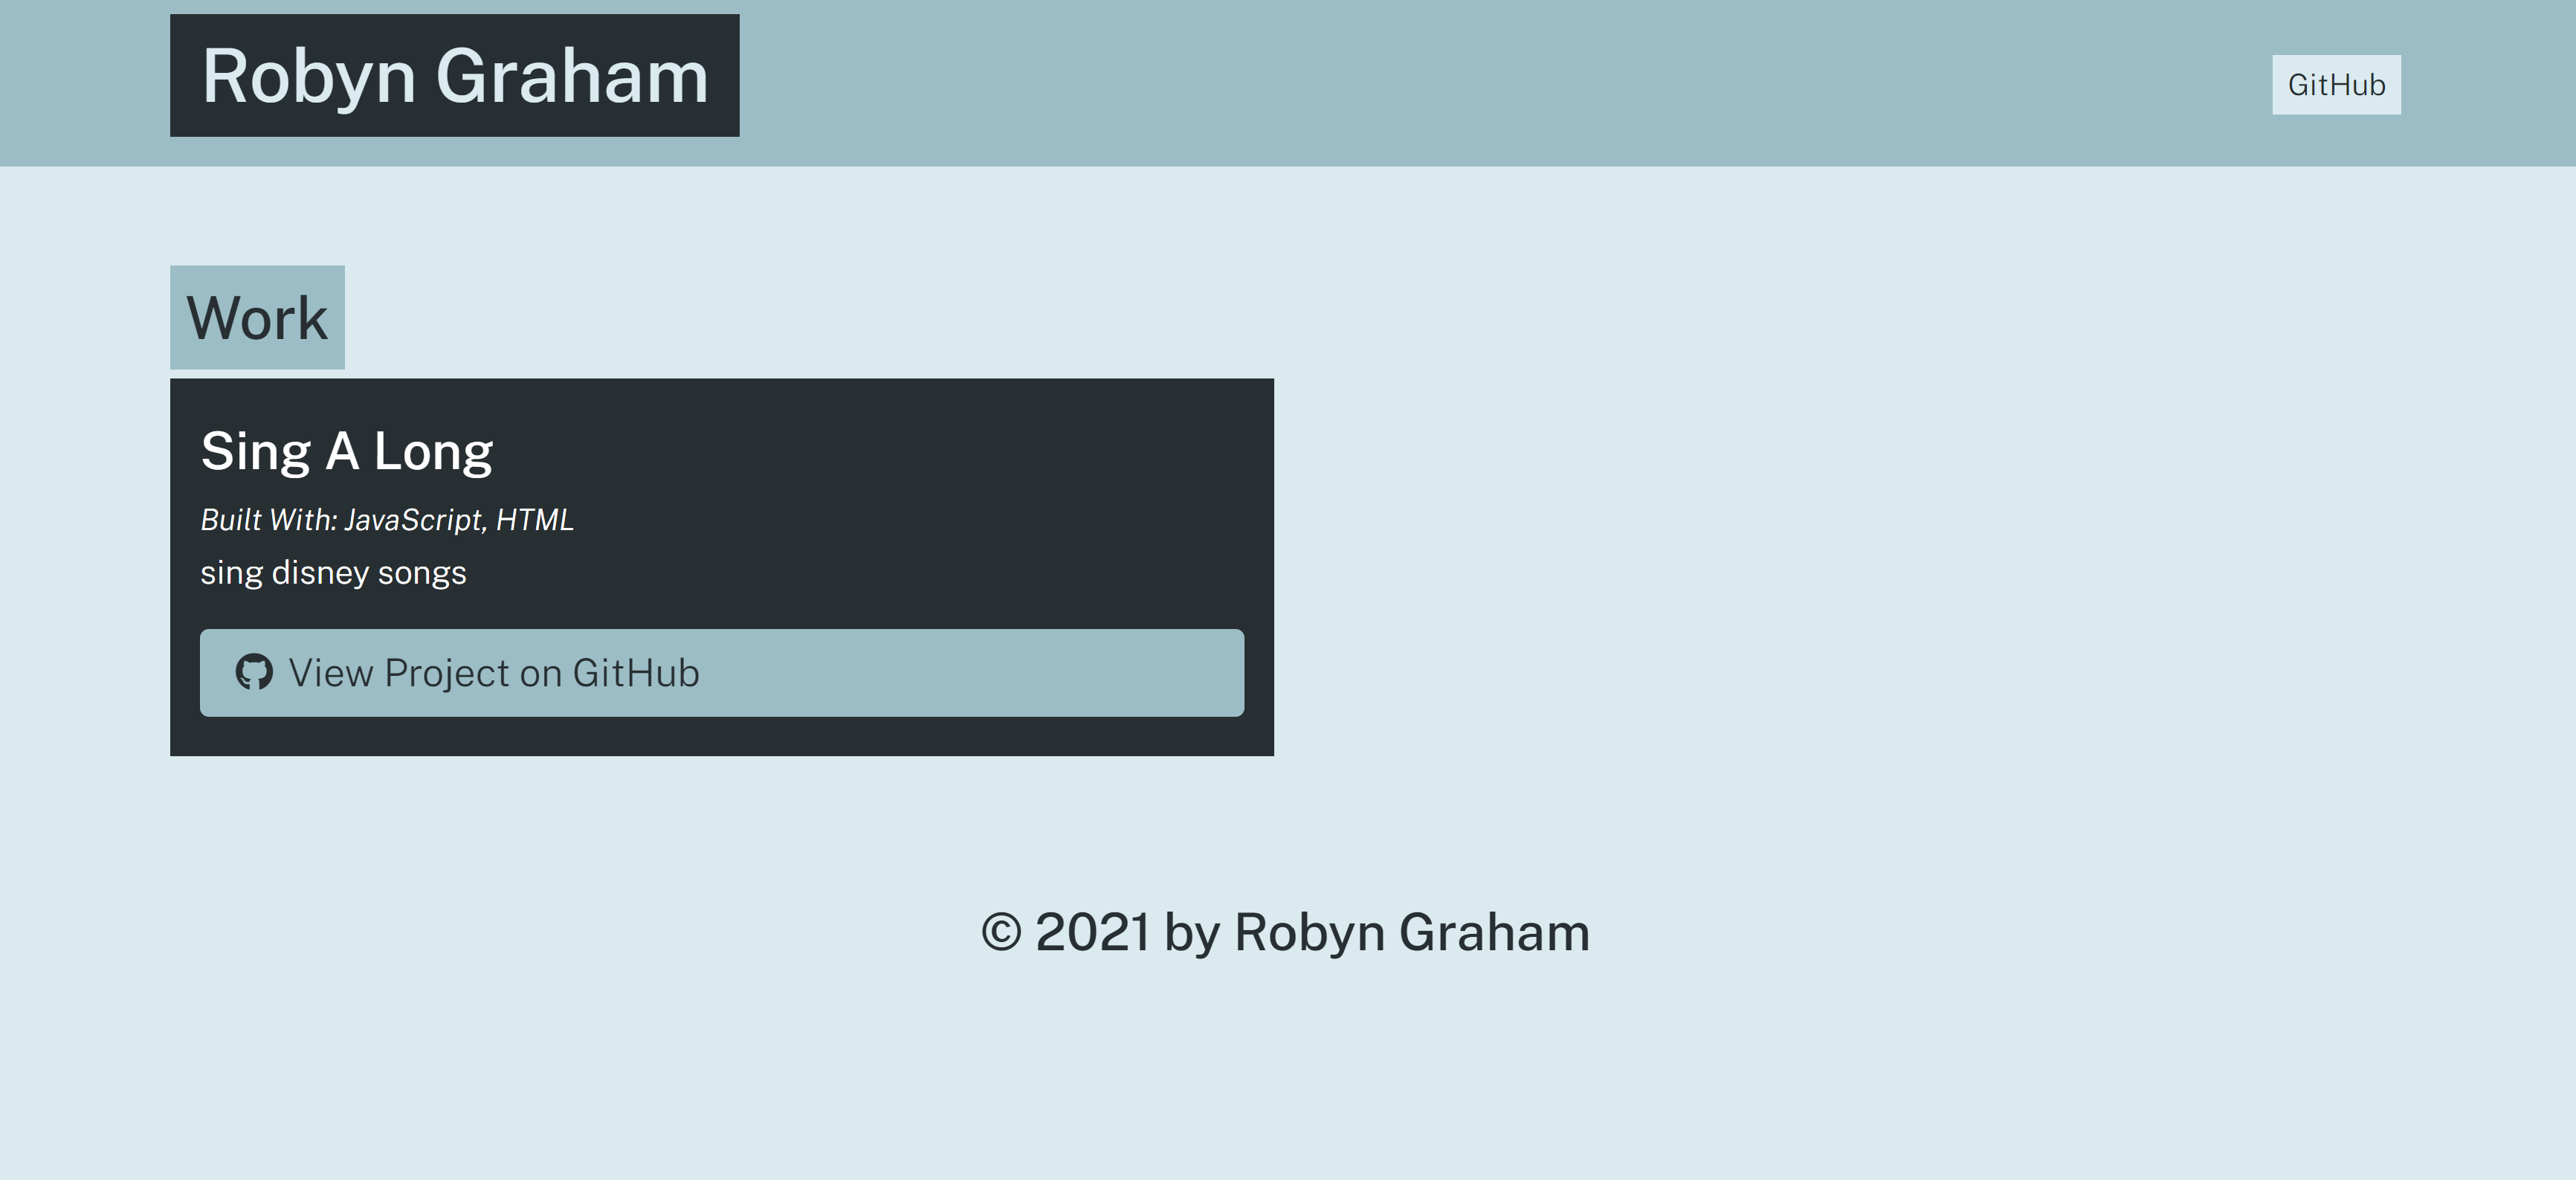 Robyn Graham
GitHub
Work
Sing A Long
Built With: JavaScript, HTML
sing disney songs
View Project on GitHub
© 2021 by Robyn Graham